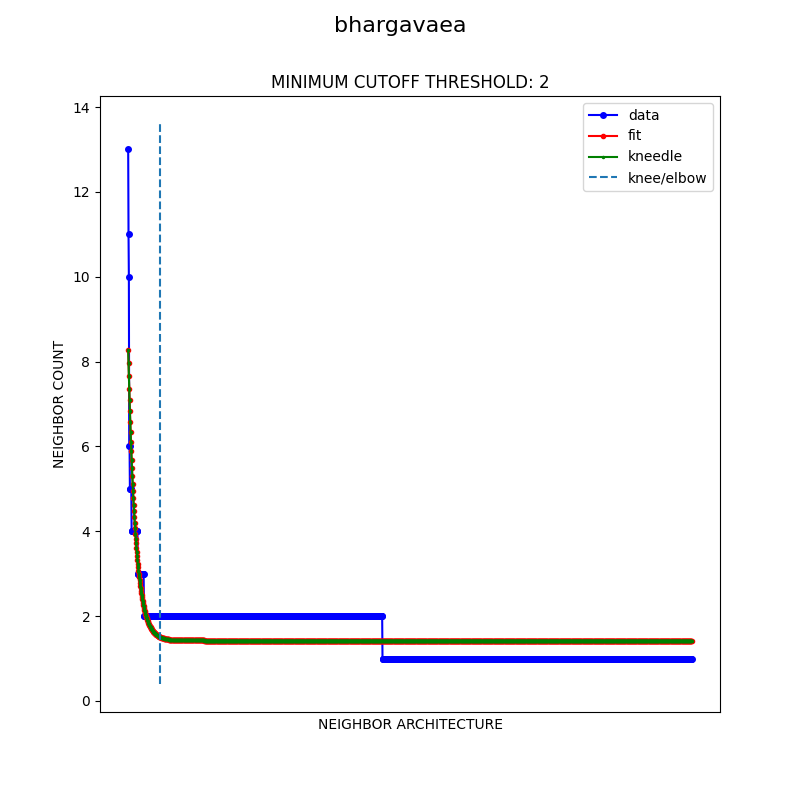 bhargavaea
MINIMUM CUTOFF THRESHOLD: 2
14
12
10
8
6
4
2
0
NEIGHBOR COUNT
data
fit
kneedle
knee/elbow
NEIGHBOR ARCHITECTURE